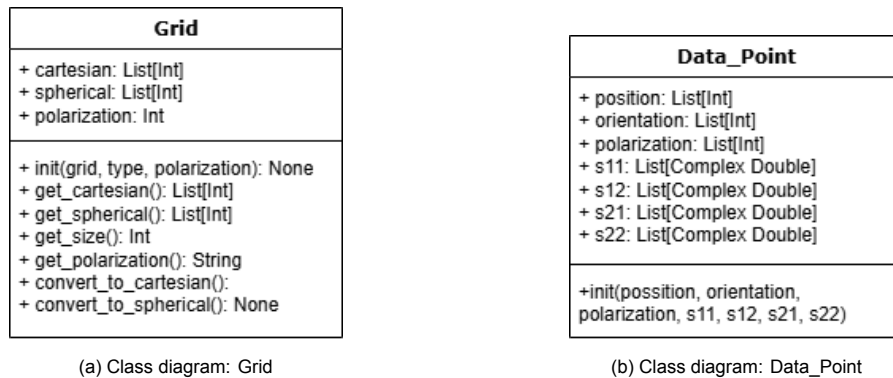 Grid
+ cartesian: List[Int]
+ spherical: List[Int]
+ polarization: Int
+ init(grid, type, polarization): None
+ get_cartesian(): List[Int]
+ get_spherical(): List[Int]
+ get_size(): Int
+ get_polarization(): String
+ convert_to_cartesian():
+ convert_to_spherical(): None
(a) Class diagram: Grid
Data_Point
+ position: List[Int]
+ orientation: List[Int]
+ polarization: List[Int]
+ s11: List[Complex Double]
+ s12: List[Complex Double]
+ s21: List[Complex Double]
+ s22: List[Complex Double]
+init(possition, orientation,
polarization, s11, s12, s21, s22)
(b) Class diagram: Data_Point